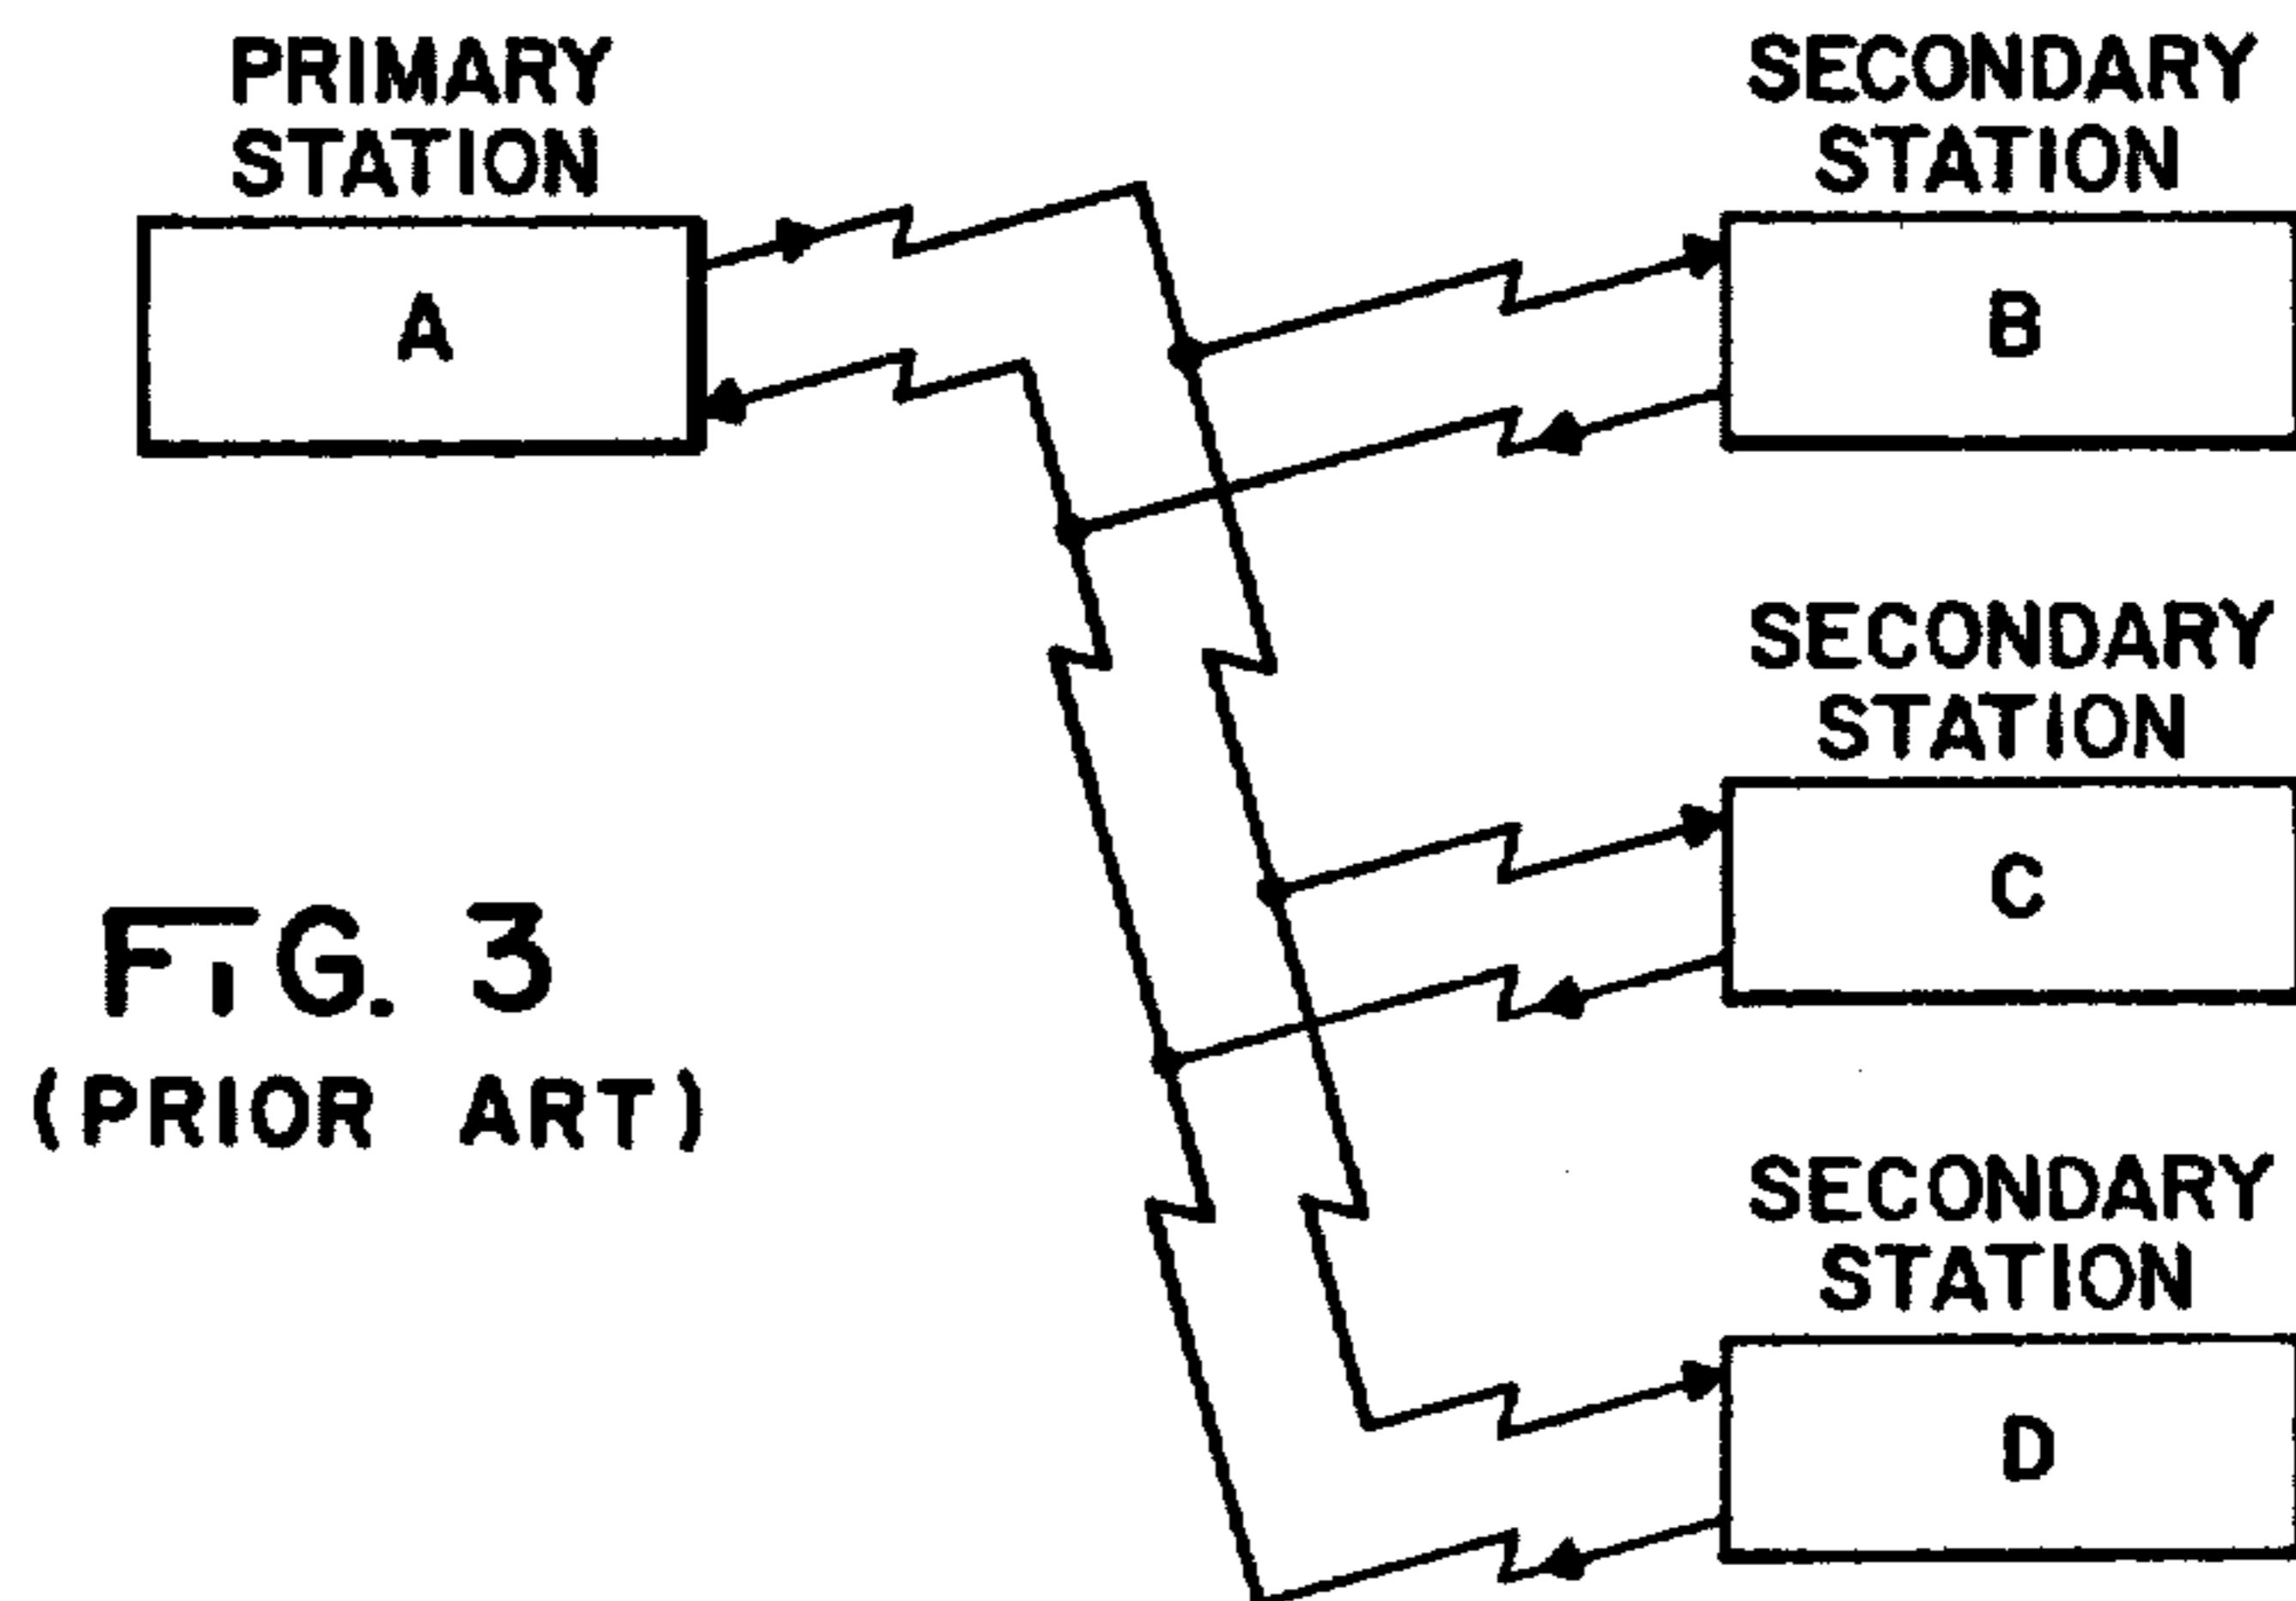 PRIMARY
STATION
A
SECONDARY
STATION
B
SECONDARY
STATION
C
FIG. 3
(PRIOR ART)
SECONDARY
STATION
D